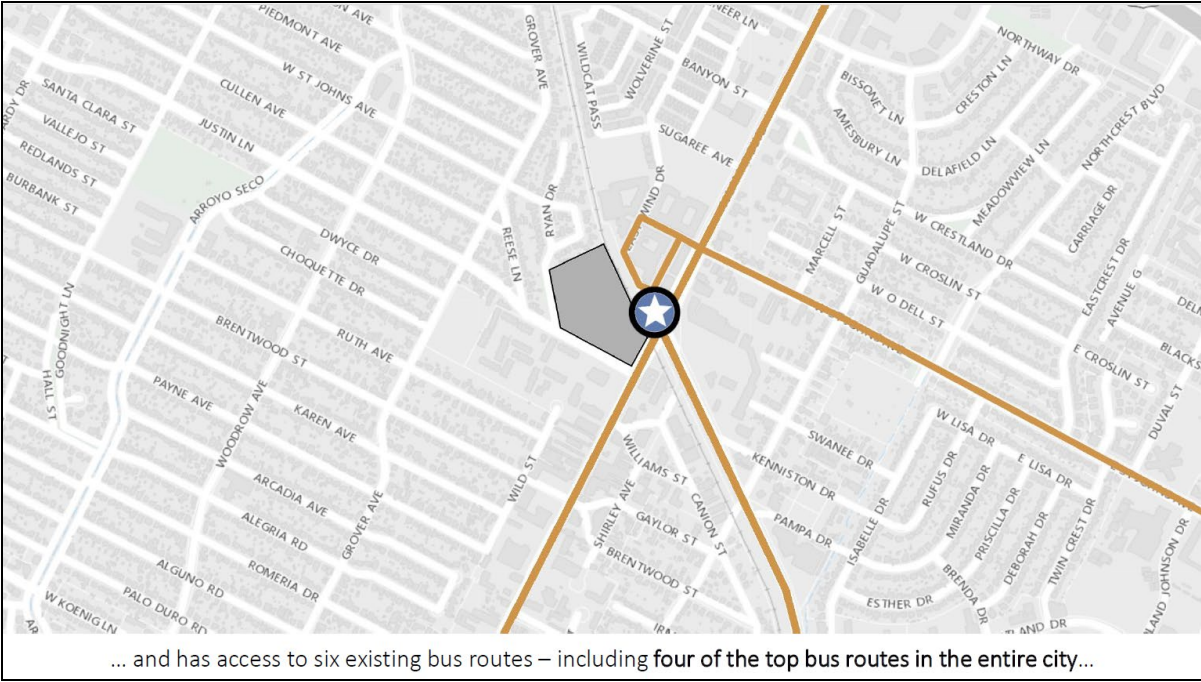 PIEDMONT AVE
W ST JOHNS AVE
CULLEN AVE
JUSTIN LN
SANTA CLARA ST
VALLEJO ST
REDLANDS ST
BURBANK ST
ARROYO SECO
GROVER AVE
WILDCAT PASS
WOLVERINE ST
BANYON ST
SUGAREE AVE
BISSONET LN
AMESBURY LN
CRESTON LN
NORTHWAY DR
DELAFIELD LN
MEADOWVIEW LN
NORTHCREST BLVD
CARRIAGE DR
RYAN DR
REESE LN
DWYCE DR
CHOQUETTE DR
MARCELL ST
GUADALUPE ST
W CRESTLAND DR
W CROSLIN ST
W O DELL ST
EASTCREST DR
AVENUE G
E CROSLIN ST
DUVAL ST
GOODNIGHT LN
HALL ST
BRENTWOOD ST
RUTH AVE
PAYNE AVE
WOODROW AVE
KAREN AVE
ARCADIA AVE
ALEGRIA RD
GROVER AVE
ROMERIA DR
ALGUNO RD
PALO DURO RD
W KOENIG LN
WILD ST
WILLIAMS ST
SHIRLEY AVE
CANION ST
GAYLOR ST
BRENTWOOD ST
SWANEE DR
KENNISTON DR
PAMPA DR
ISABELLE DR
W LISA DR
E LISA DR
RUFUS DR
MIRANDA DR
PRISCILLA DR
DEBORAH DR
TWIN CREST DR
BRENDA DR
ESTHER DR
... and has access to six existing bus routes – including four of the top bus routes in the entire city...